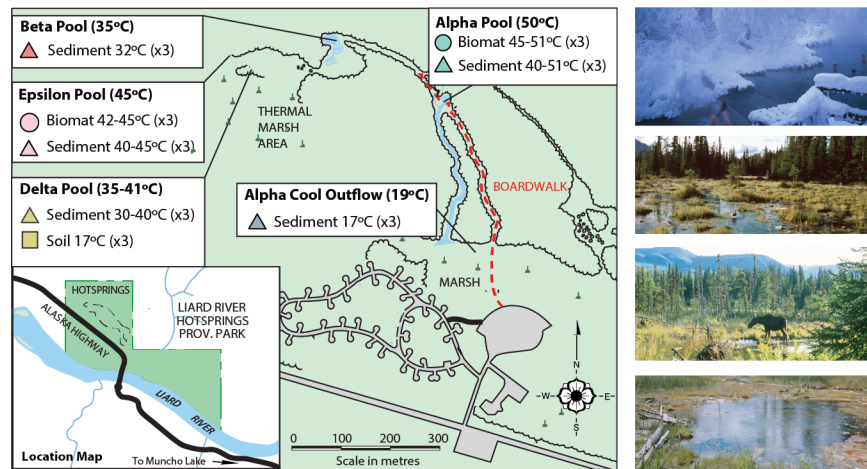 Beta Pool (35ºC)
Sediment 32ºC (x3)
Epsilon Pool (45ºC)
Biomat 42-45ºC (x3)
Sediment 40-45ºC (x3)
Delta Pool (35-41ºC)
Sediment 30-40ºC (x3)
Soil 17ºC (x3)
Alpha Pool (50ºC)
Biomat 45-51ºC (x3)
Sediment 40-51ºC (x3)
THERMAL
MARSH
AREA
Alpha Cool Outflow (19ºC)
Sediment 17ºC (x3)
BOARDWALK
MARSH
HOTSPRINGS
ALASKA HIGHWAY
LIARD RIVER
HOTSPRINGS
PROV. PARK
LIARD RIVER
Location Map
To Muncho Lake
N
W
E
S
0 100 200 300
Scale in metres